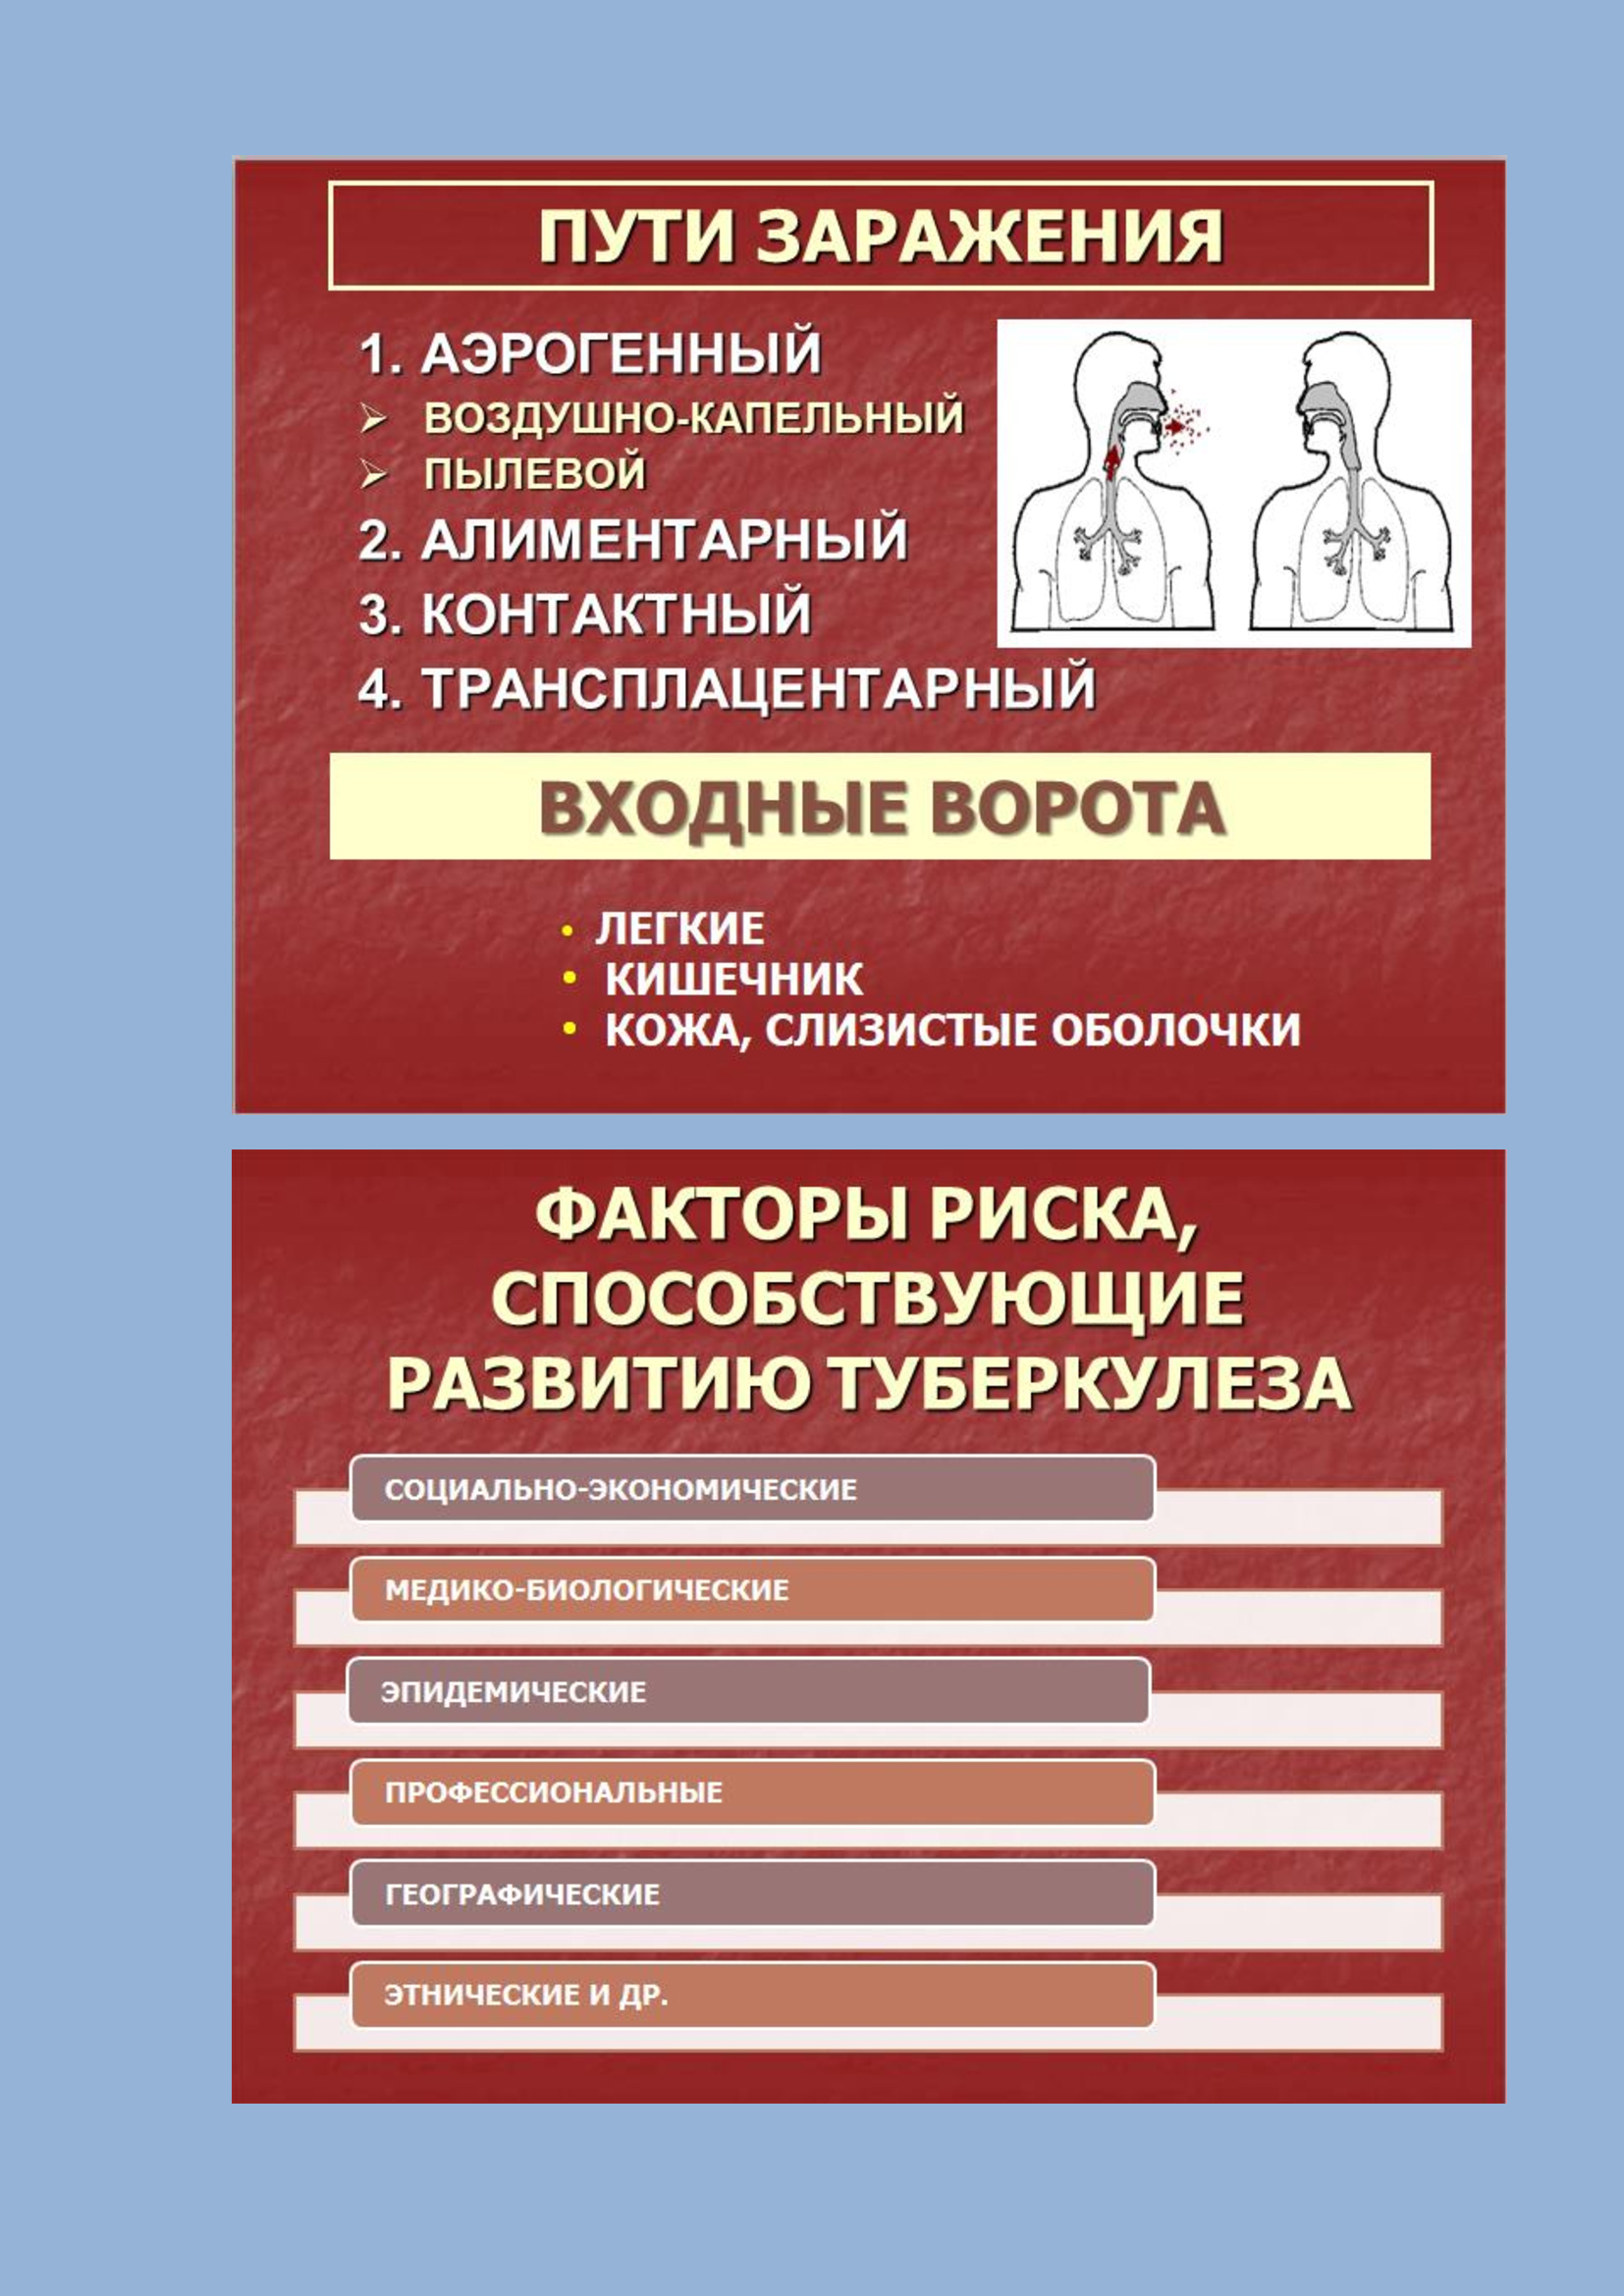 ПУТИ ЗАРАЖЕНИЯ
1. АЭРОГЕННЫЙ
➢ ВОЗДУШНО-КАПЕЛЬНЫЙ
➢ ПЫЛЕВОЙ
2. АЛИМЕНТАРНЫЙ
3. КОНТАКТНЫЙ
4. ТРАНСПЛАЦЕНТАРНЫЙ
ВХОДНЫЕ ВОРОТА
• ЛЕГКИЕ
• КИШЕЧНИК
• КОЖА, СЛИЗИСТЫЕ ОБОЛОЧКИ
ФАКТОРЫ РИСКА,
СПОСОБСТВУЮЩИЕ
РАЗВИТИЮ ТУБЕРКУЛЕЗА
СОЦИАЛЬНО-ЭКОНОМИЧЕСКИЕ
МЕДИКО-БИОЛОГИЧЕСКИЕ
ЭПИДЕМИЧЕСКИЕ
ПРОФЕССИОНАЛЬНЫЕ
ГЕОГРАФИЧЕСКИЕ
ЭТНИЧЕСКИЕ И ДР.